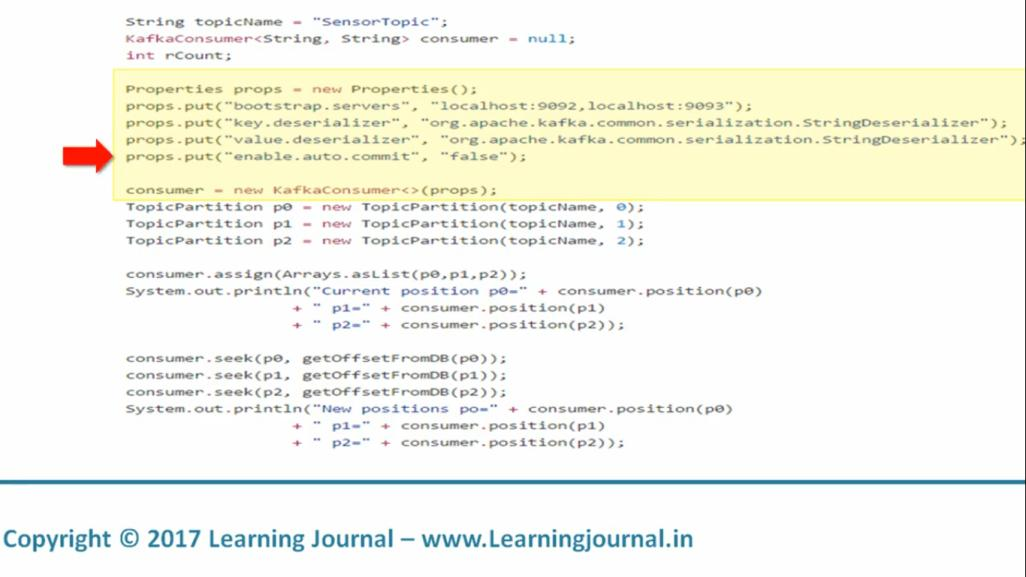 String topicName = "SensorTopic";
KafkaConsumer<String, String> consumer = null;
int rCount;
Properties props = new Properties();
props.put("bootstrap.servers", "localhost:9092,localhost:9093");
props.put("key.deserializer", "org.apache.kafka.common.serialization.StringDeserializer");
props.put("value.deserializer", "org.apache.kafka.common.serialization.StringDeserializer");
props.put("enable.auto.commit", "false");
consumer = new KafkaConsumer<>(props);
TopicPartition p0 = new TopicPartition(topicName, 0);
TopicPartition p1 = new TopicPartition(topicName, 1);
TopicPartition p2 = new TopicPartition(topicName, 2);
consumer.assign(Arrays.asList(p0,p1,p2));
System.out.println("Current position p0=" + consumer.position(p0)
+ " p1=" + consumer.position(p1)
+ " p2=" + consumer.position(p2));
consumer.seek(p0, getOffsetFromDB(p0));
consumer.seek(p1, getOffsetFromDB(p1));
consumer.seek(p2, getOffsetFromDB(p2));
System.out.println("New positions po=" + consumer.position(p0)
+ " p1=" + consumer.position(p1)
+ " p2=" + consumer.position(p2));
Copyright © 2017 Learning Journal – www.Learningjournal.in